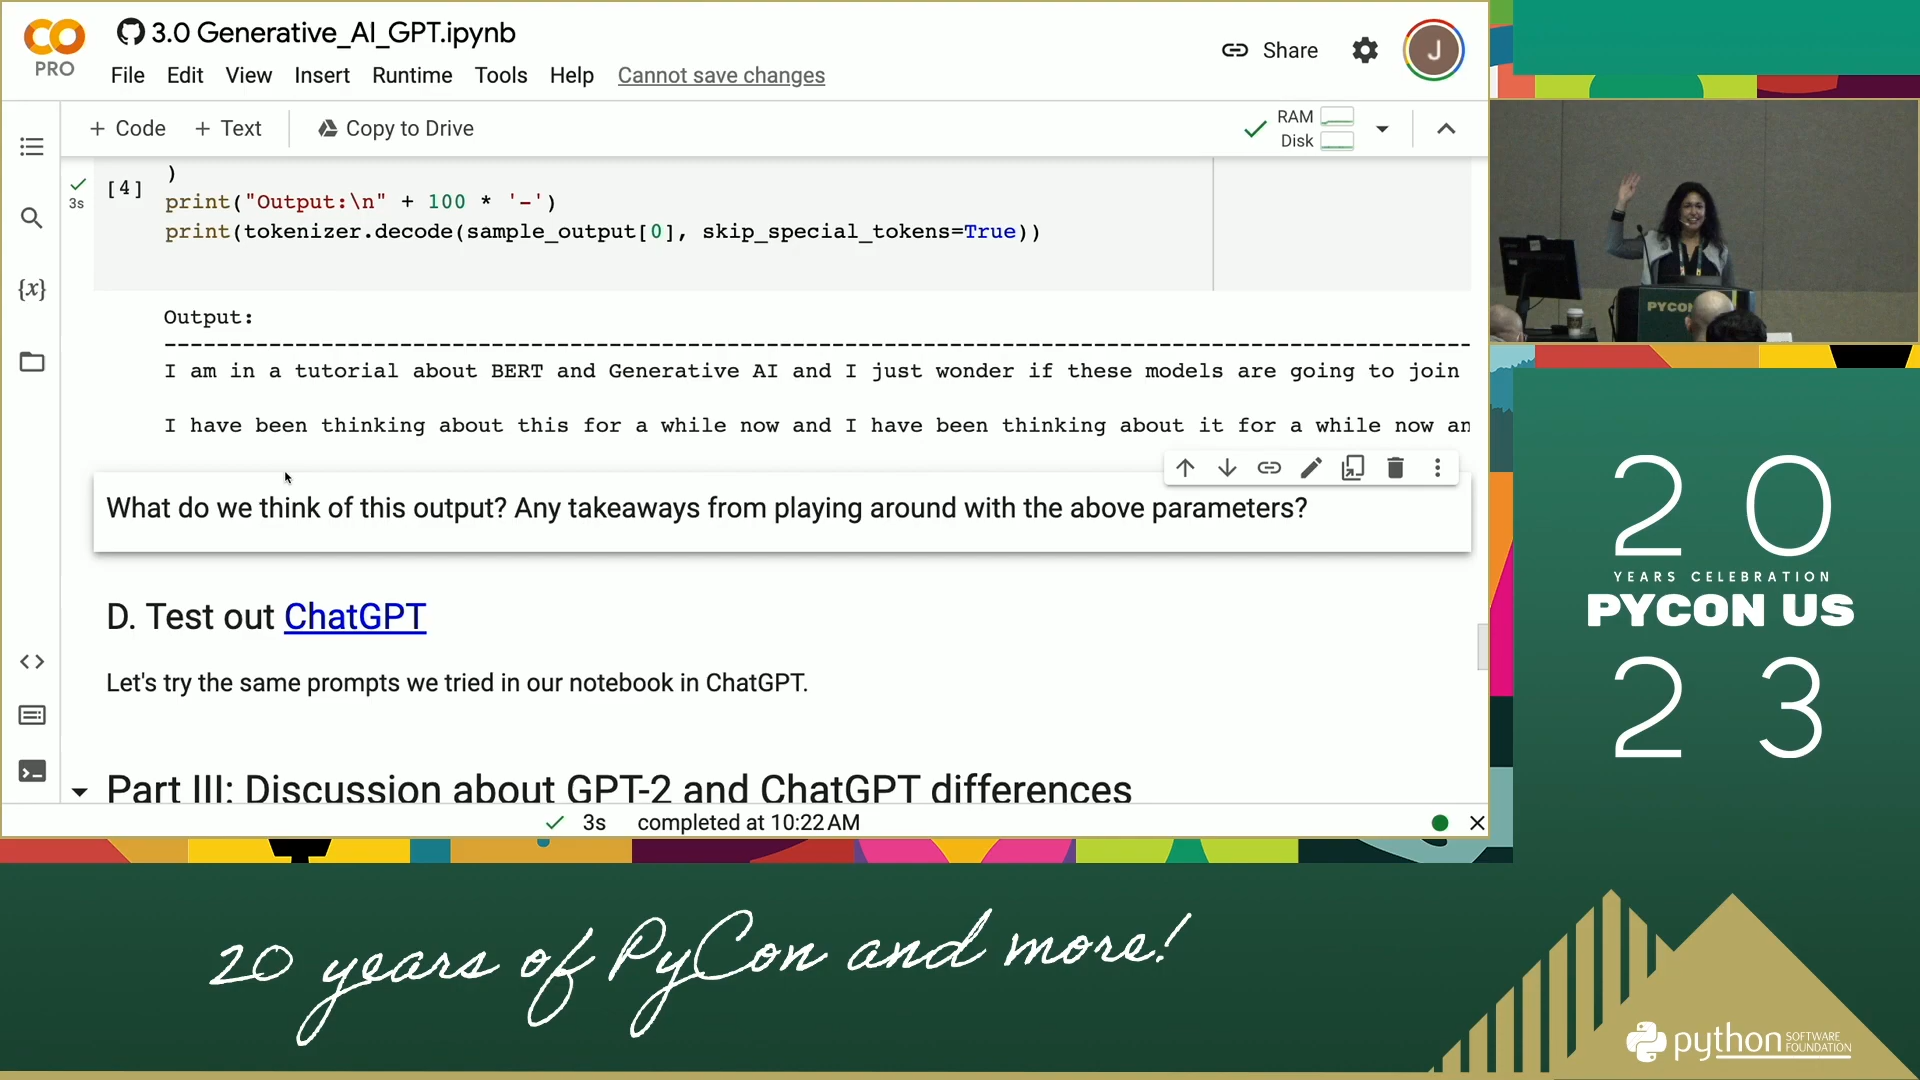 3.0 Generative_AI_GPT.ipynb
PRO
File Edit View Insert Runtime Tools Help Cannot save changes
Share
J
+ Code + Text Copy to Drive
RAM
Disk
)
[4]
3s
print("Output:\n" + 100 * '-')
print(tokenizer.decode(sample_output[0], skip_special_tokens=True))
{x}
Output:
----------------------------------------------------------------------------------------------------
I am in a tutorial about BERT and Generative AI and I just wonder if these models are going to join
I have been thinking about this for a while now and I have been thinking about it for a while now an
What do we think of this output? Any takeaways from playing around with the above parameters?
D. Test out ChatGPT
Let's try the same prompts we tried in our notebook in ChatGPT.
Part III: Discussion about GPT-2 and ChatGPT differences
3s completed at 10:22 AM
PYCON
20
YEARS CELEBRATION
PYCON US
23
20 years of PyCon and more!
python SOFTWARE
FOUNDATION